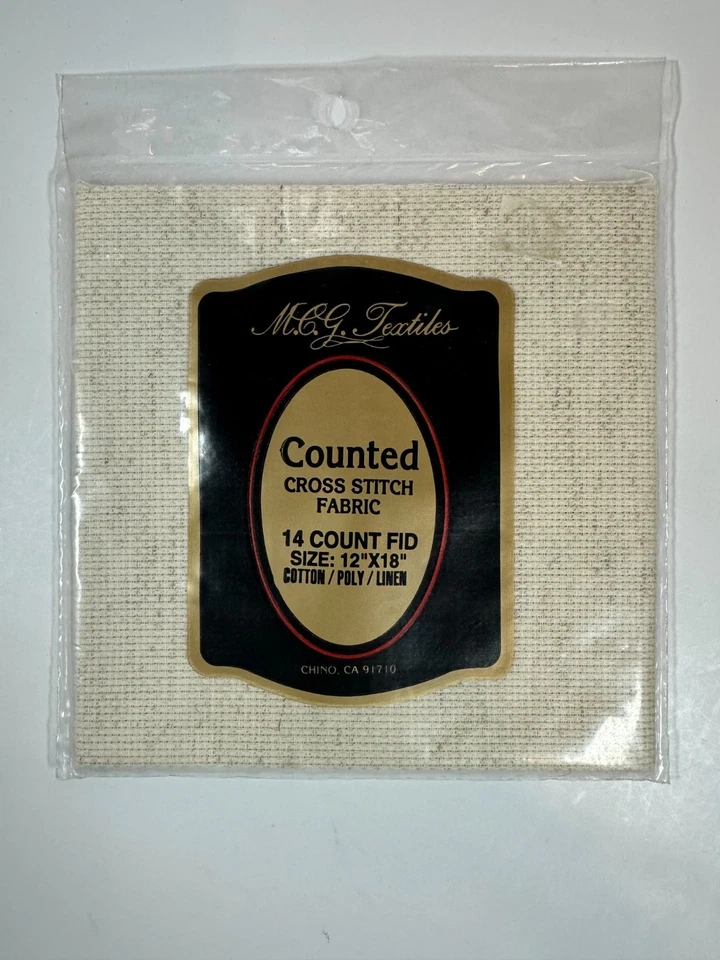 M.C.G. Textiles
Counted
CROSS STITCH
FABRIC
14 COUNT FID
SIZE: 12"X18"
COTTON / POLY / LINEN
CHINO, CA 91710